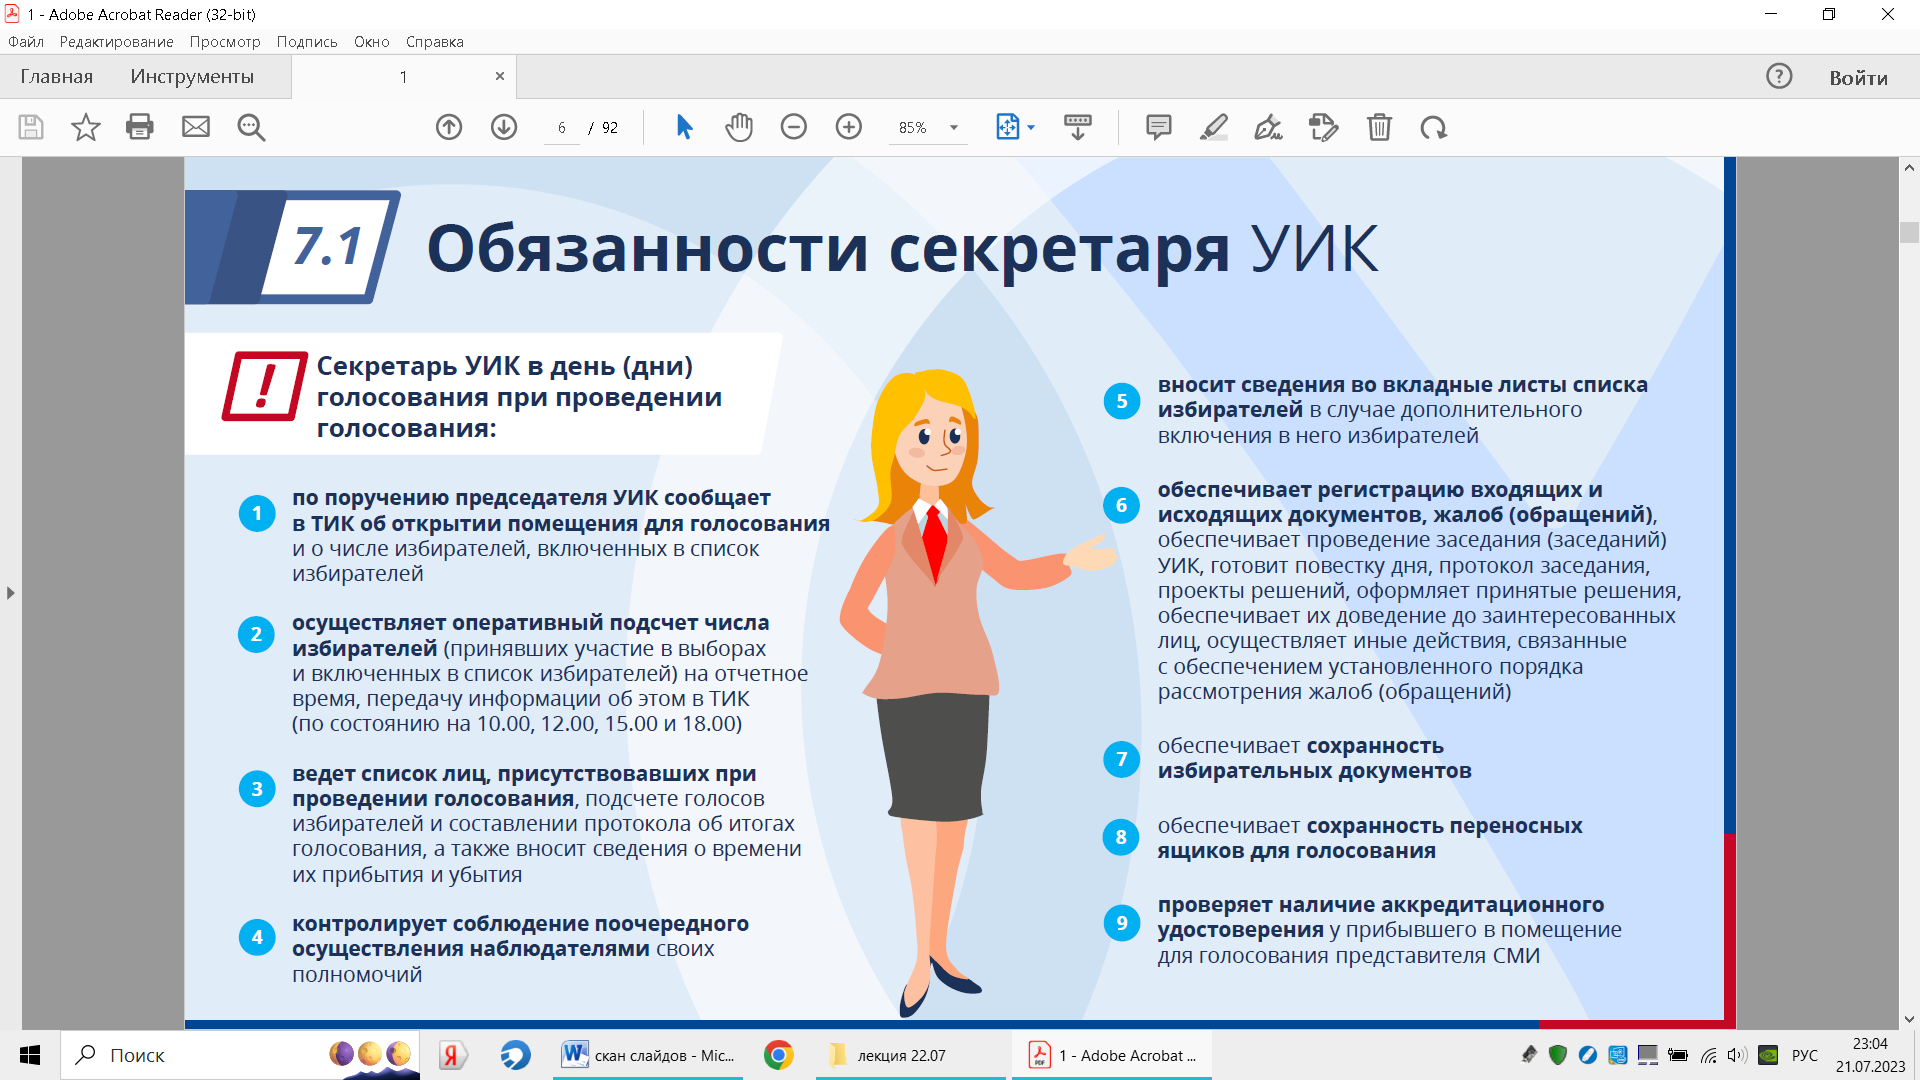 1 - Adobe Acrobat Reader (32-bit)
Файл Редактирование Просмотр Подпись Окно Справка
Главная Инструменты 1 Войти
6 / 92 85%
7.1
Обязанности секретаря УИК
!
Секретарь УИК в день (дни)
голосования при проведении
голосования:
1
по поручению председателя УИК сообщает
в ТИК об открытии помещения для голосования
и о числе избирателей, включенных в список
избирателей
2
осуществляет оперативный подсчет числа
избирателей (принявших участие в выборах
и включенных в список избирателей) на отчетное
время, передачу информации об этом в ТИК
(по состоянию на 10.00, 12.00, 15.00 и 18.00)
3
ведет список лиц, присутствовавших при
проведении голосования, подсчете голосов
избирателей и составлении протокола об итогах
голосования, а также вносит сведения о времени
их прибытия и убытия
4
контролирует соблюдение поочередного
осуществления наблюдателями своих
полномочий
5
вносит сведения во вкладные листы списка
избирателей в случае дополнительного
включения в него избирателей
6
обеспечивает регистрацию входящих и
исходящих документов, жалоб (обращений),
обеспечивает проведение заседания (заседаний)
УИК, готовит повестку дня, протокол заседания,
проекты решений, оформляет принятые решения,
обеспечивает их доведение до заинтересованных
лиц, осуществляет иные действия, связанные
с обеспечением установленного порядка
рассмотрения жалоб (обращений)
7
обеспечивает сохранность
избирательных документов
8
обеспечивает сохранность переносных
ящиков для голосования
9
проверяет наличие аккредитационного
удостоверения у прибывшего в помещение
для голосования представителя СМИ
Поиск
Я
скан слайдов - Mic...
лекция 22.07
1 - Adobe Acrobat ...
РУС
23:04
21.07.2023